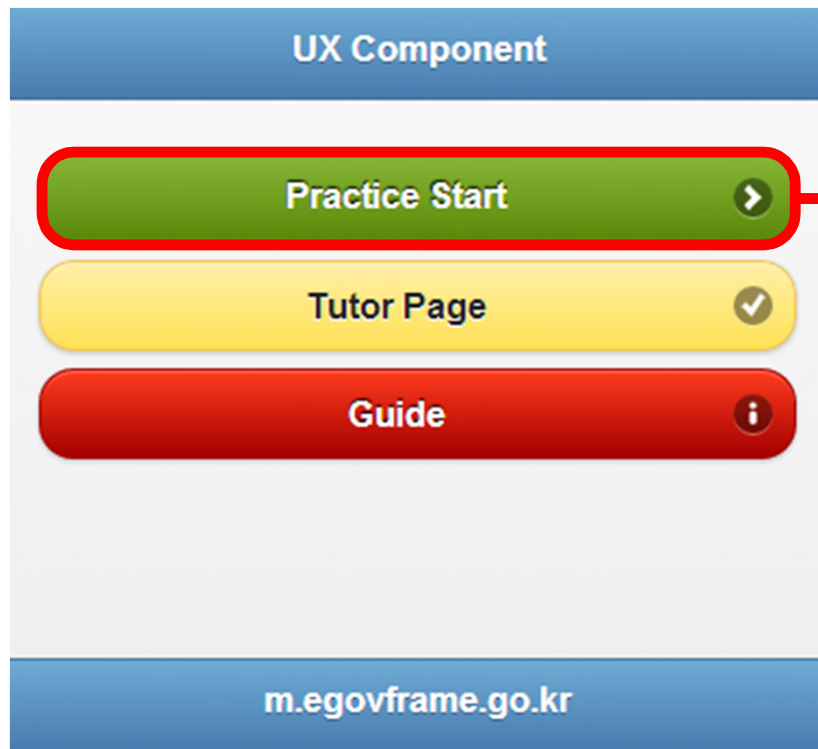 UX Component
Practice Start
Tutor Page
Guide
m.egovframe.go.kr